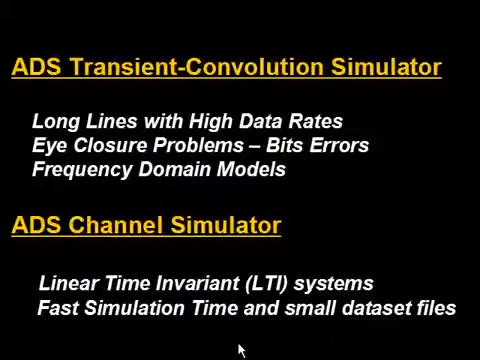 ADS Transient-Convolution Simulator
Long Lines with High Data Rates
Eye Closure Problems – Bits Errors
Frequency Domain Models
ADS Channel Simulator
Linear Time Invariant (LTI) systems
Fast Simulation Time and small dataset files